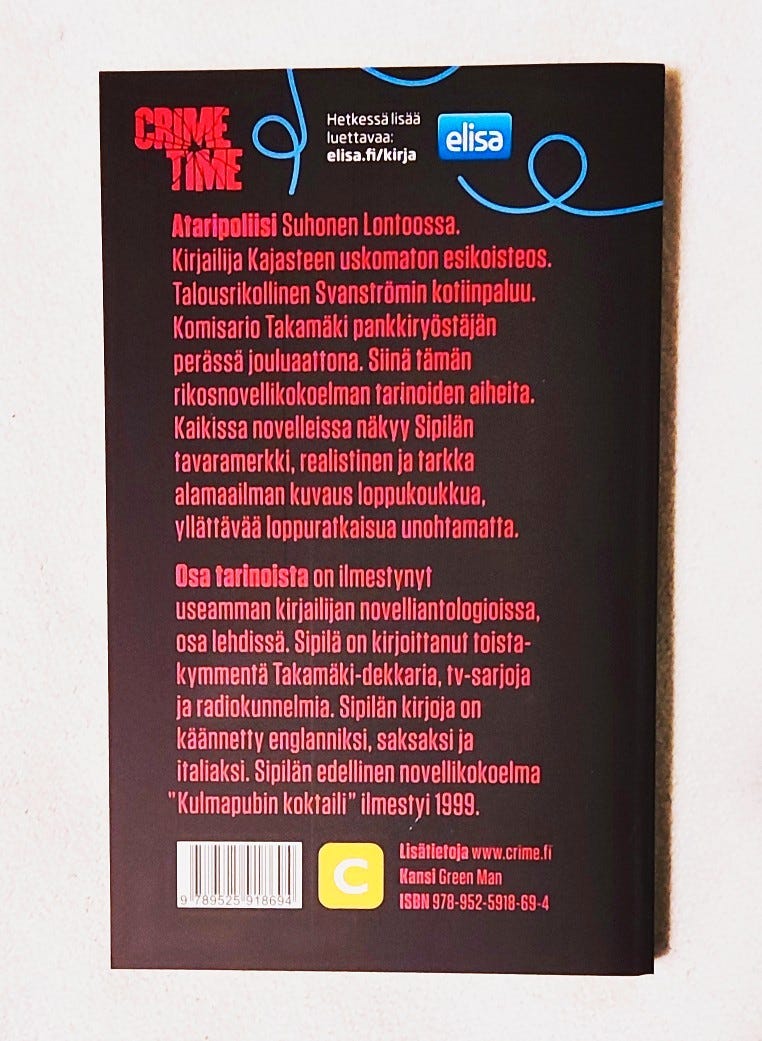 CRIME
TIME
Hetkessä lisää
luettavaa:
elisa.fi/kirja
elisa
Ataripoliisi Suhonen Lontoossa.
Kirjailija Kajasteen uskomaton esikoisteos.
Talousrikollinen Svanströmin kotiinpaluu.
Komisario Takamäki pankkiryöstäjän
perässä jouluaattona. Siinä tämän
rikosnovellikokoelman tarinoiden aiheita.
Kaikissa novelleissa näkyy Sipilän
tavaramerkki, realistinen ja tarkka
alamaailman kuvaus loppukoukkua,
yllättävää loppuratkaisua unohtamatta.
Osa tarinoista on ilmestynyt
useamman kirjailijan novelliantologioissa,
osa lehdissä. Sipilä on kirjoittanut toista-
kymmentä Takamäki-dekkaria, tv-sarjoja
ja radiokunnelmia. Sipilän kirjoja on
käännetty englanniksi, saksaksi ja
italiaksi. Sipilän edellinen novellikokoelma
"Kulmapubin koktaili" ilmestyi 1999.
9 789525 918694
C
Lisätietoja www.crime.fi
Kansi Green Man
ISBN 978-952-5918-69-4